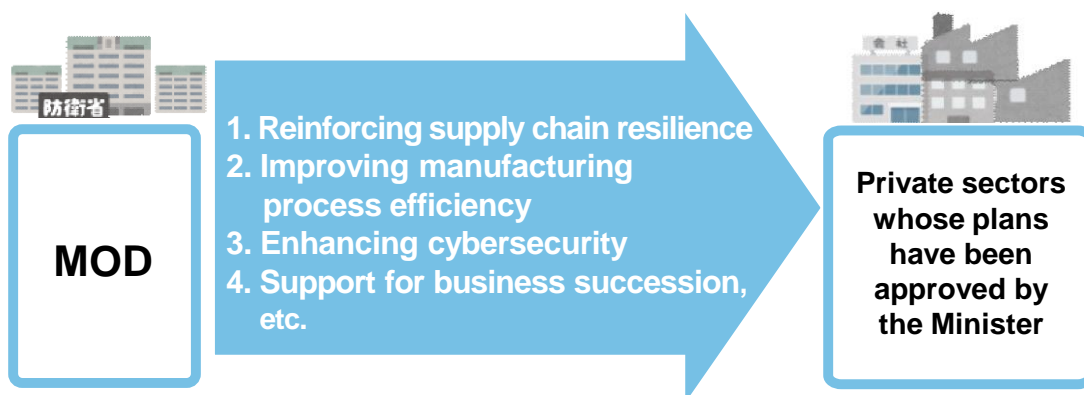 防衛省
MOD
1. Reinforcing supply chain resilience
2. Improving manufacturing
process efficiency
3. Enhancing cybersecurity
4. Support for business succession,
etc.
会社
Private sectors
whose plans
have been
approved by
the Minister